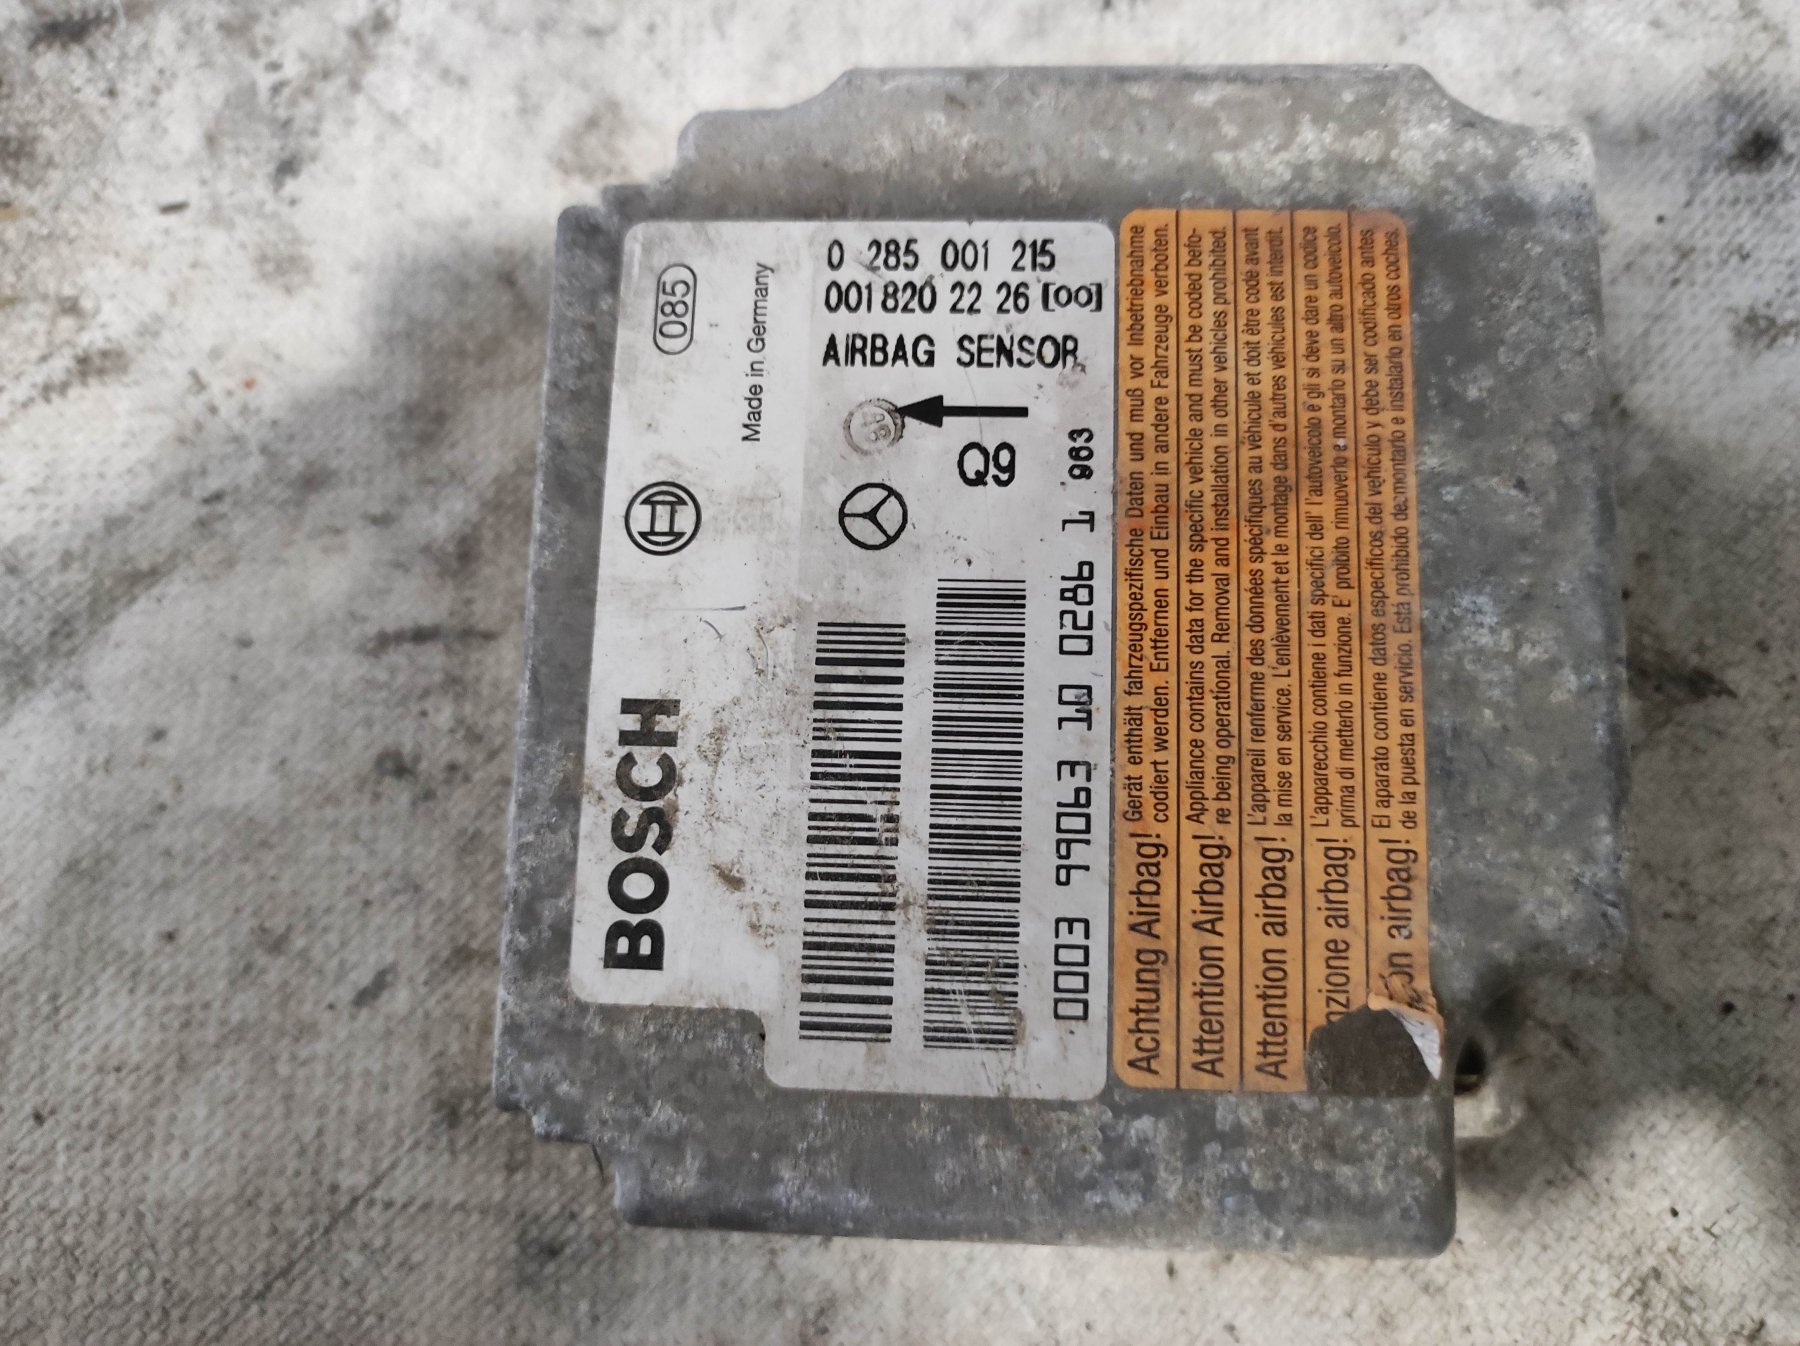 0 285 001 215
001 820 22 26 [00]
AIRBAG SENSOR
Q9
085
Made in Germany
BOSCH
0003 99063 10 0286 1 963
Achtung Airbag! Gerät enthält fahrzeugspezifische Daten und muß vor Inbetriebnahme
codiert werden. Entfernen und Einbau in andere Fahrzeuge verboten.
Attention Airbag! Appliance contains data for the specific vehicle and must be coded befo-
re being operational. Removal and installation in other vehicles prohibited.
Attention airbag! L'appareil renferme des données spécifiques au véhicule et doit être codé avant
la mise en service. L'enlèvement et le montage dans d'autres véhicules est interdit.
nzione airbag! L'apparecchio contiene i dati specifici dell' l'autoveicolo e gli si deve dare un codice
prima di metterlo in funzione. E' proibito rimuoverlo e montarlo su un altro autoveicolo.
ón airbag! El aparato contiene datos específicos del vehículo y debe ser codificado antes
de la puesta en servicio. Está prohibido demontarlo e instalarlo en otros coches.